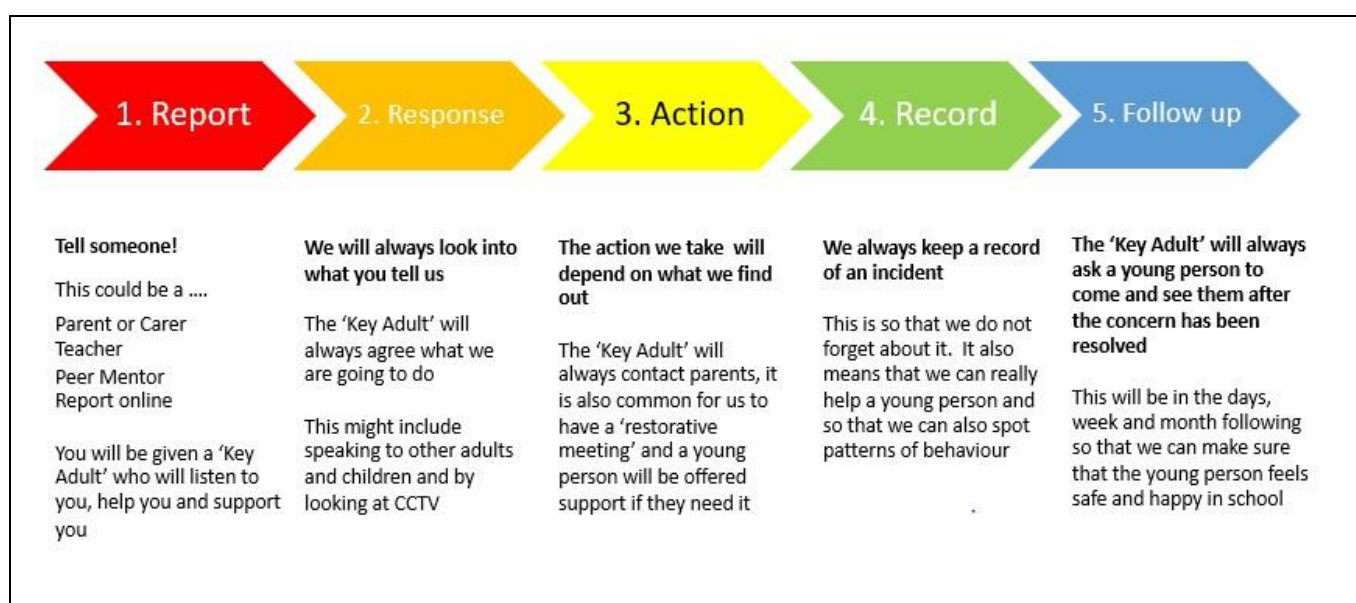 1. Report
2. Response
3. Action
4. Record
5. Follow up
Tell someone!
This could be a ....
Parent or Carer
Teacher
Peer Mentor
Report online
You will be given a ‘Key
Adult’ who will listen to
you, help you and support
you
We will always look into
what you tell us
The ‘Key Adult’ will
always agree what we
are going to do
This might include
speaking to other adults
and children and by
looking at CCTV
The action we take will
depend on what we find
out
The ‘Key Adult’ will
always contact parents, it
is also common for us to
have a ‘restorative
meeting’ and a young
person will be offered
support if they need it
We always keep a record
of an incident
This is so that we do not
forget about it. It also
means that we can really
help a young person and
so that we can also spot
patterns of behaviour
The ‘Key Adult’ will always
ask a young person to
come and see them after
the concern has been
resolved
This will be in the days,
week and month following
so that we can make sure
that the young person feels
safe and happy in school